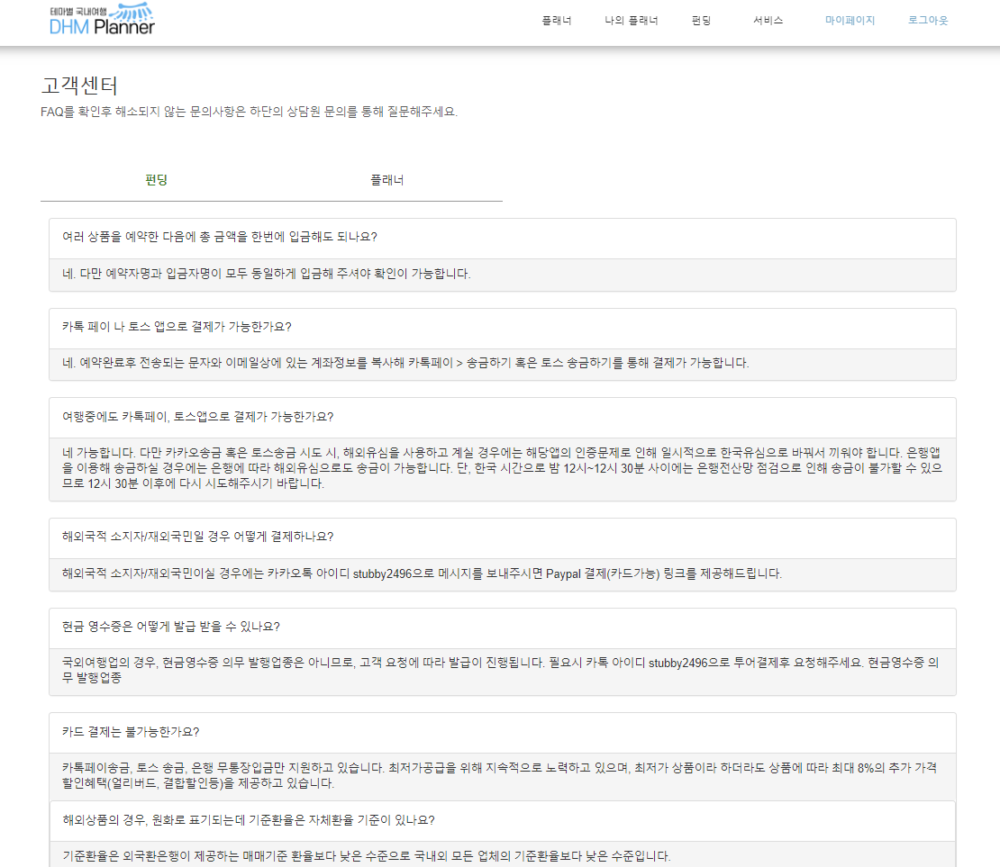 테마별 국내여행
DHM Planner
플래너 나의 플래너 펀딩 서비스 마이페이지 로그아웃
고객센터
FAQ를 확인후 해소되지 않는 문의사항은 하단의 상담원 문의를 통해 질문해주세요.
펀딩 플래너
여러 상품을 예약한 다음에 총 금액을 한번에 입금해도 되나요?
네. 다만 예약자명과 입금자명이 모두 동일하게 입금해 주셔야 확인이 가능합니다.
카톡 페이 나 토스 앱으로 결제가 가능한가요?
네. 예약완료후 전송되는 문자와 이메일상에 있는 계좌정보를 복사해 카톡페이 > 송금하기 혹은 토스 송금하기를 통해 결제가 가능합니다.
여행중에도 카톡페이, 토스앱으로 결제가 가능한가요?
네 가능합니다. 다만 카카오송금 혹은 토스송금 시도 시, 해외유심을 사용하고 계실 경우에는 해당앱의 인증문제로 인해 일시적으로 한국유심으로 바꿔서 끼워야 합니다. 은행앱
을 이용해 송금하실 경우에는 은행에 따라 해외유심으로도 송금이 가능합니다. 단, 한국 시간으로 밤 12시~12시 30분 사이에는 은행전산망 점검으로 인해 송금이 불가할 수 있으
므로 12시 30분 이후에 다시 시도해주시기 바랍니다.
해외국적 소지자/재외국민일 경우 어떻게 결제하나요?
해외국적 소지자/재외국민이실 경우에는 카카오톡 아이디 stubby2496으로 메시지를 보내주시면 Paypal 결제(카드가능) 링크를 제공해드립니다.
현금 영수증은 어떻게 발급 받을 수 있나요?
국외여행업의 경우, 현금영수증 의무 발행업종은 아니므로, 고객 요청에 따라 발급이 진행됩니다. 필요시 카톡 아이디 stubby2496으로 투어결제후 요청해주세요. 현금영수증 의
무 발행업종
카드 결제는 불가능한가요?
카톡페이송금, 토스 송금, 은행 무통장입금만 지원하고 있습니다. 최저가공급을 위해 지속적으로 노력하고 있으며, 최저가 상품이라 하더라도 상품에 따라 최대 8%의 추가 가격
할인혜택(얼리버드, 결합할인등)을 제공하고 있습니다.
해외상품의 경우, 원화로 표기되는데 기준환율은 자체환율 기준이 있나요?
기준환율은 외국환은행이 제공하는 매매기준 환율보다 낮은 수준으로 국내외 모든 업체의 기준환율보다 낮은 수준입니다.